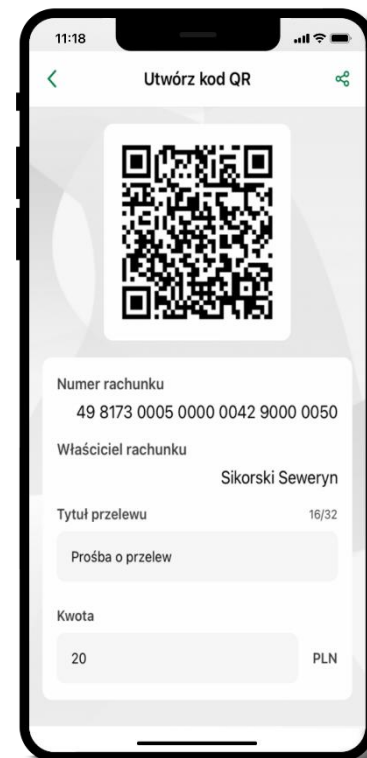 11:18
Utwórz kod QR
Numer rachunku
49 8173 0005 0000 0042 9000 0050
Właściciel rachunku
Sikorski Seweryn
Tytuł przelewu 16/32
Prośba o przelew
Kwota
20 PLN